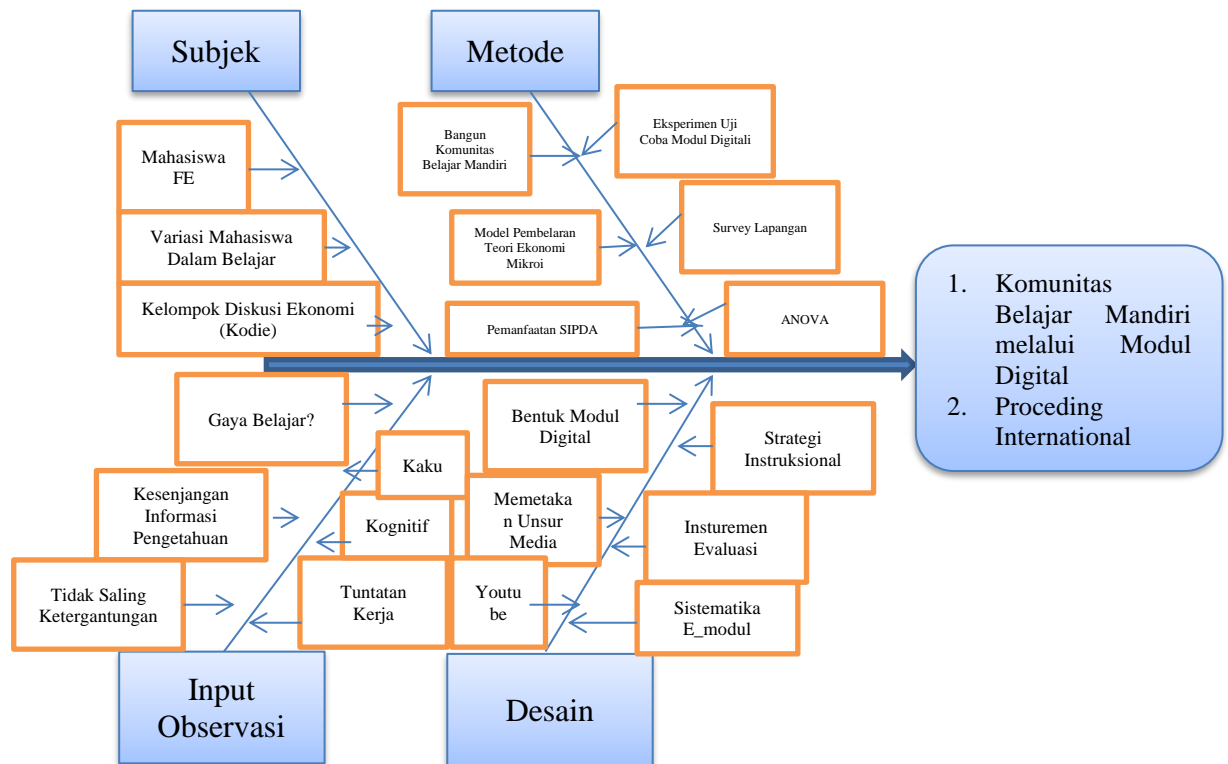 Subjek
Metode
Mahasiswa
FE
Variasi Mahasiswa
Dalam Belajar
Kelompok Diskusi Ekonomi
(Kodie)
Bangun
Komunitas
Belajar Mandiri
Eksperimen Uji
Coba Modul Digitali
Model Pembelaran
Teori Ekonomi
Mikroi
Survey Lapangan
Pemanfaatan SIPDA
ANOVA
1. Komunitas
Belajar Mandiri
melalui Modul
Digital
2. Proceding
International
Gaya Belajar?
Kaku
Kesenjangan
Informasi
Pengetahuan
Kognitif
Tidak Saling
Ketergantungan
Tuntatan
Kerja
Bentuk Modul
Digital
Strategi
Instruksional
Memetaka
n Unsur
Media
Insturemen
Evaluasi
Youtu
be
Sistematika
E_modul
Input
Observasi
Desain